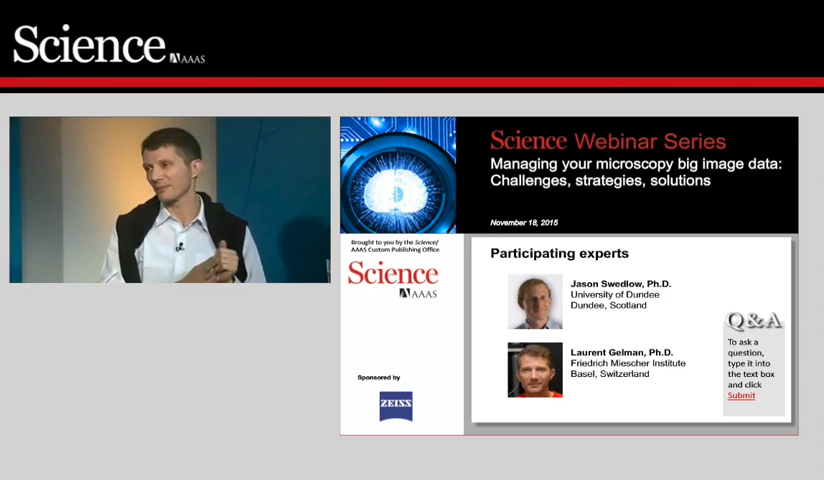 Science
AAAS
Science Webinar Series
Managing your microscopy big image data:
Challenges, strategies, solutions
November 18, 2015
Brought to you by the Science/
AAAS Custom Publishing Office
Science
AAAS
Sponsored by
ZEISS
Participating experts
Jason Swedlow, Ph.D.
University of Dundee
Dundee, Scotland
Laurent Gelman, Ph.D.
Friedrich Miescher Institute
Basel, Switzerland
Q&A
To ask a
question,
type it into
the text box
and click
Submit